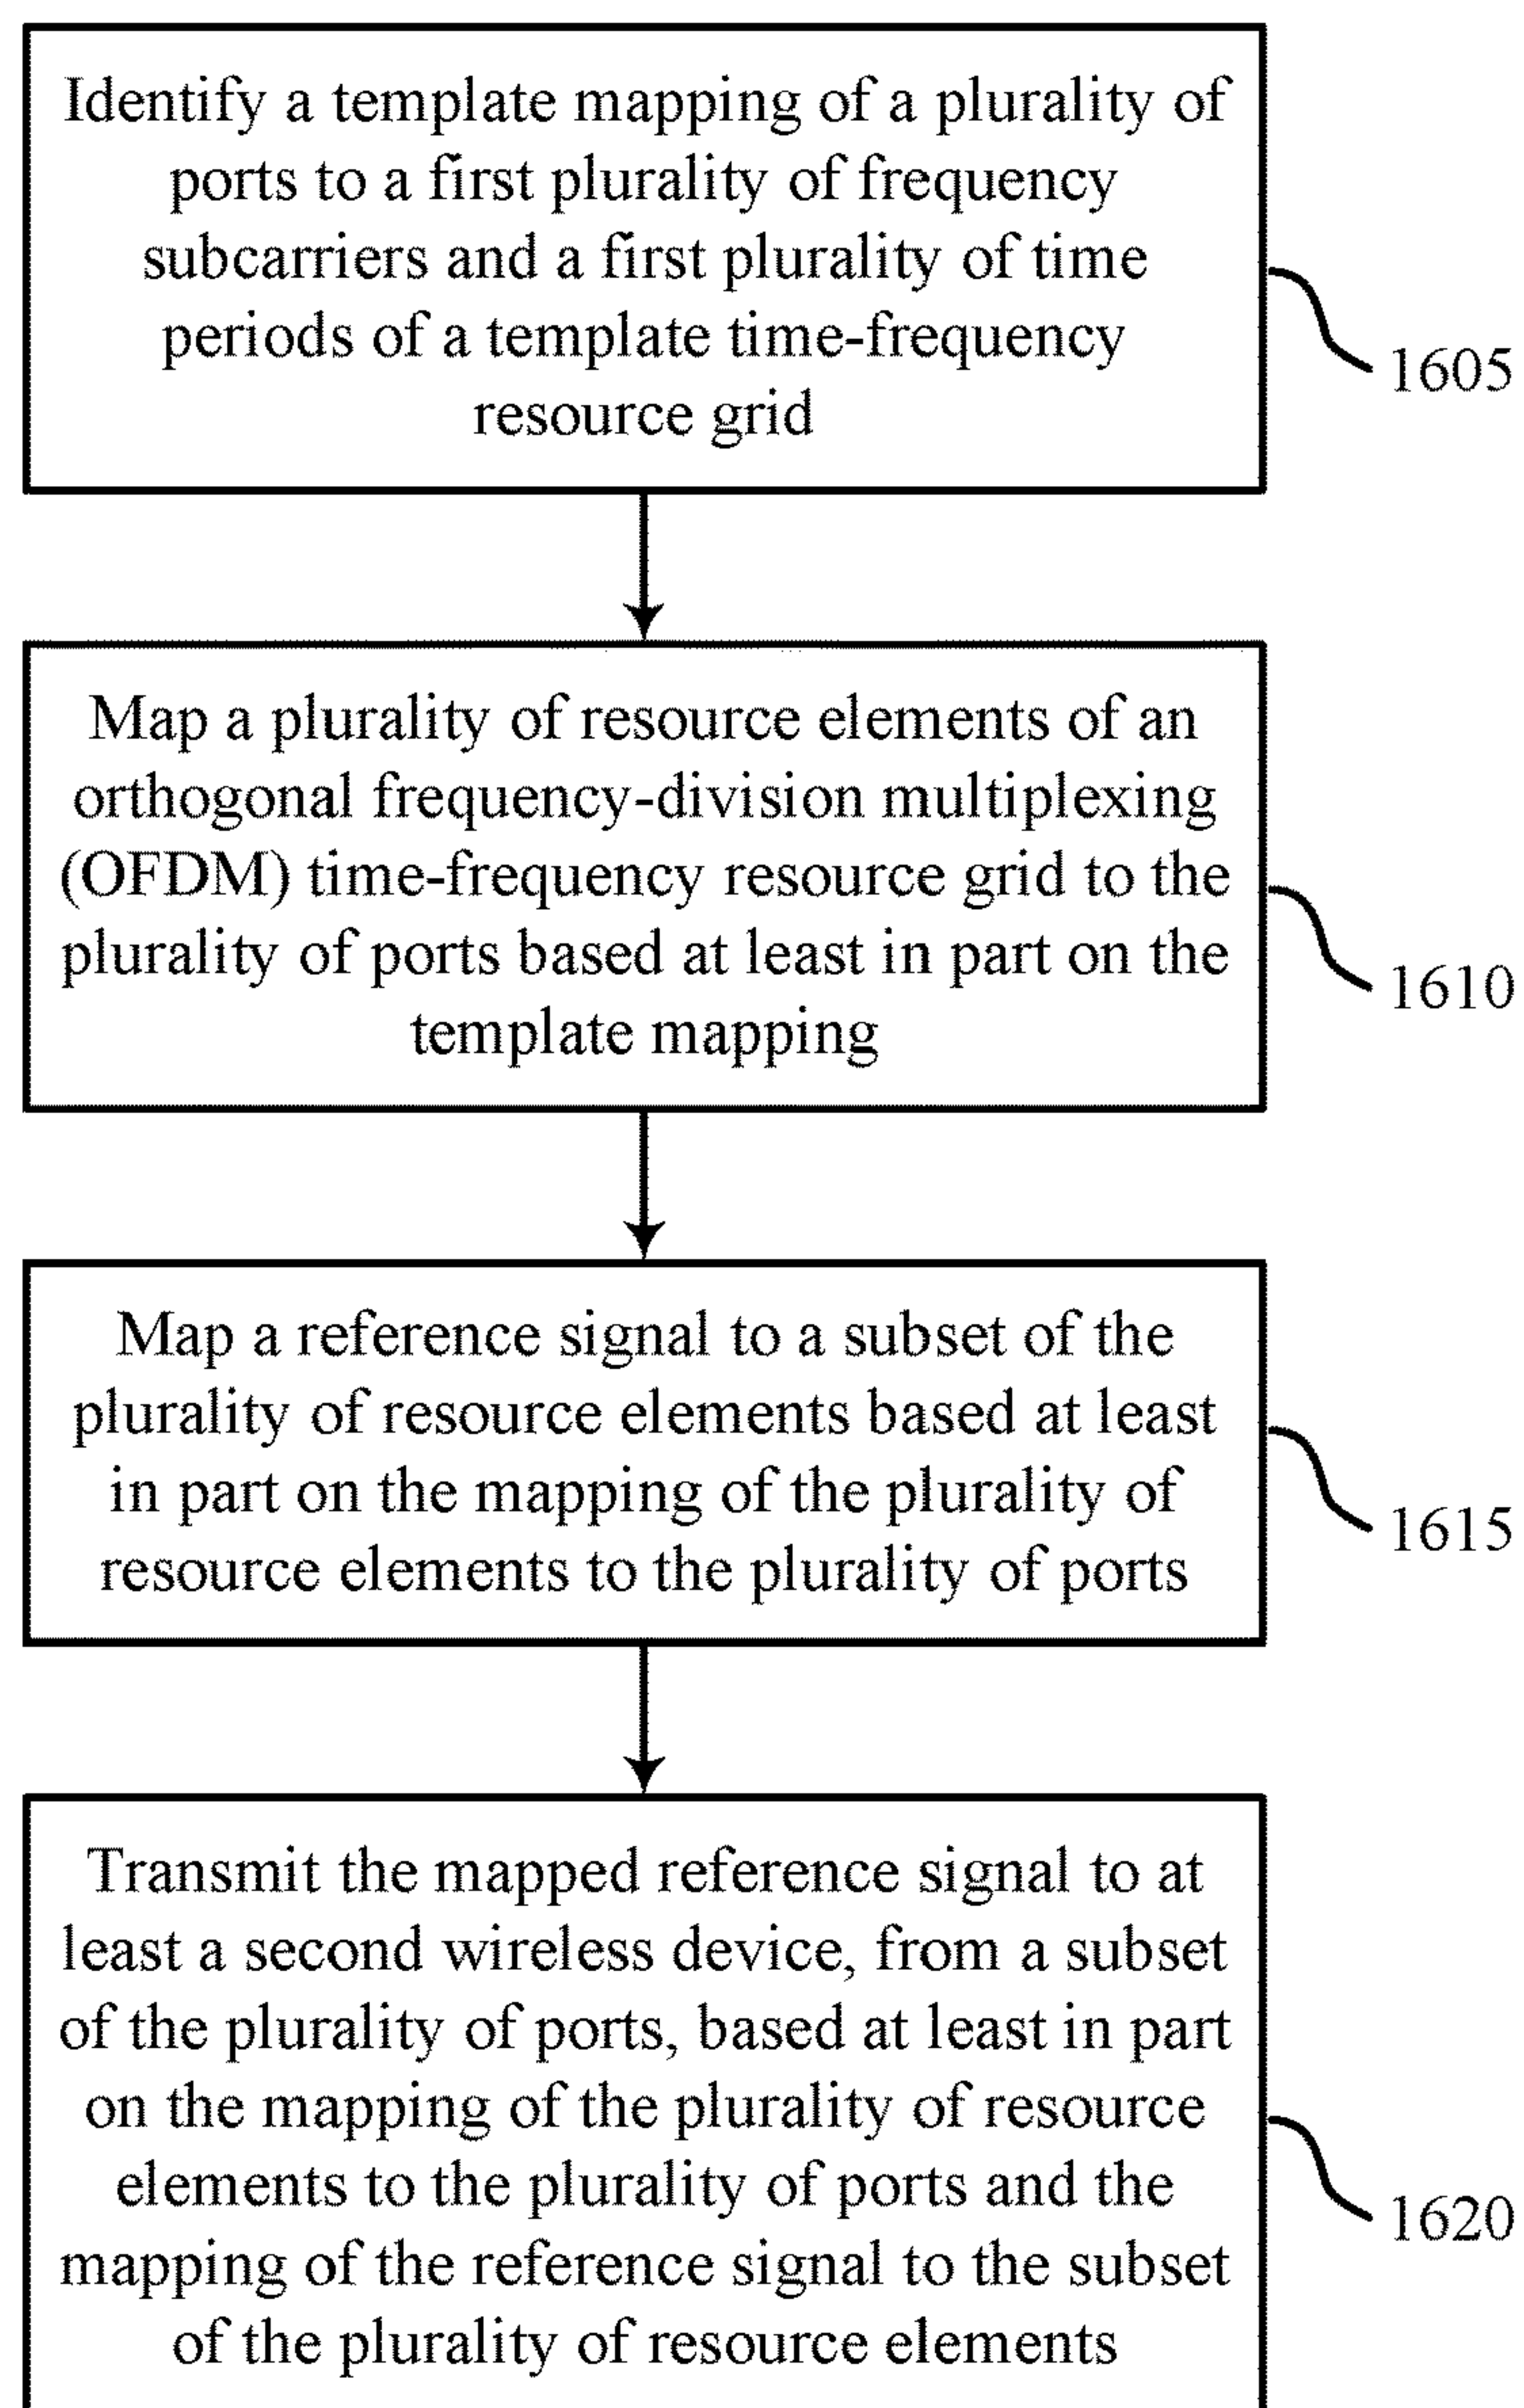 Identify a template mapping of a plurality of
ports to a first plurality of frequency
subcarriers and a first plurality of time
periods of a template time-frequency
resource grid
1605
Map a plurality of resource elements of an
orthogonal frequency-division multiplexing
(OFDM) time-frequency resource grid to the
plurality of ports based at least in part on the
template mapping
1610
Map a reference signal to a subset of the
plurality of resource elements based at least
in part on the mapping of the plurality of
resource elements to the plurality of ports
1615
Transmit the mapped reference signal to at
least a second wireless device, from a subset
of the plurality of ports, based at least in part
on the mapping of the plurality of resource
elements to the plurality of ports and the
mapping of the reference signal to the subset
of the plurality of resource elements
1620